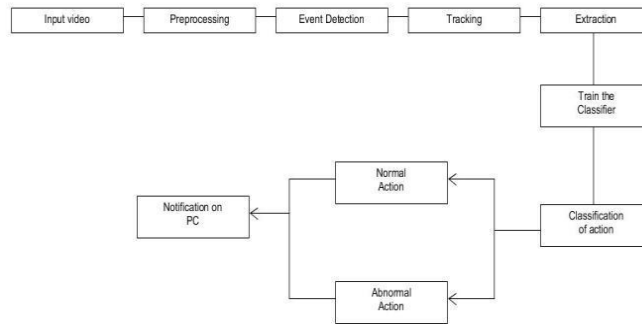 Input video
Preprocessing
Event Detection
Tracking
Extraction
Train the
Classifier
Normal
Action
Notification on
PC
Classification
of action
Abnormal
Action